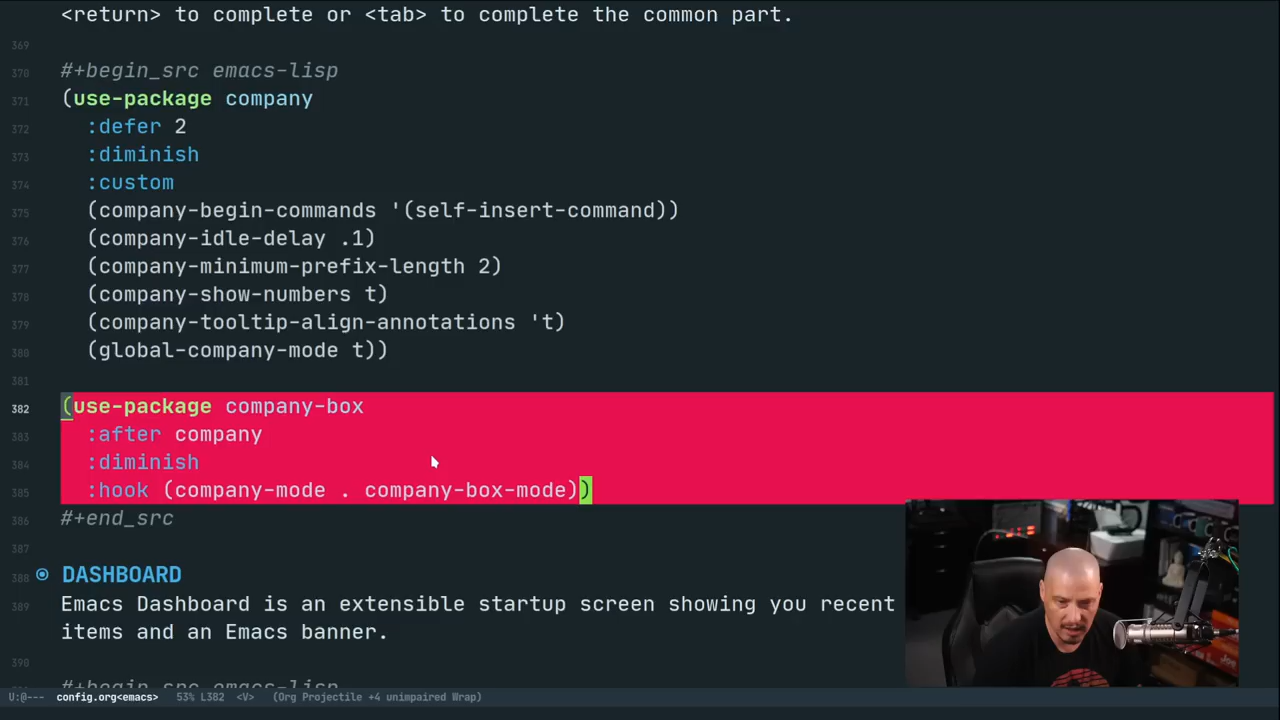 <return> to complete or <tab> to complete the common part.
369
370 #+begin_src emacs-lisp
371 (use-package company
372   :defer 2
373   :diminish
374   :custom
375   (company-begin-commands '(self-insert-command))
376   (company-idle-delay .1)
377   (company-minimum-prefix-length 2)
378   (company-show-numbers t)
379   (company-tooltip-align-annotations 't)
380   (global-company-mode t))
381
382 (use-package company-box
383   :after company
384   :diminish
385   :hook (company-mode . company-box-mode))
386 #+end_src
387
388 DASHBOARD
389 Emacs Dashboard is an extensible startup screen showing you recent
items and an Emacs banner.
390
#+begin_src emacs-lisp
U:@--- config.org<emacs> 53% L382 <V> (Org Projectile +4 unimpaired Wrap)